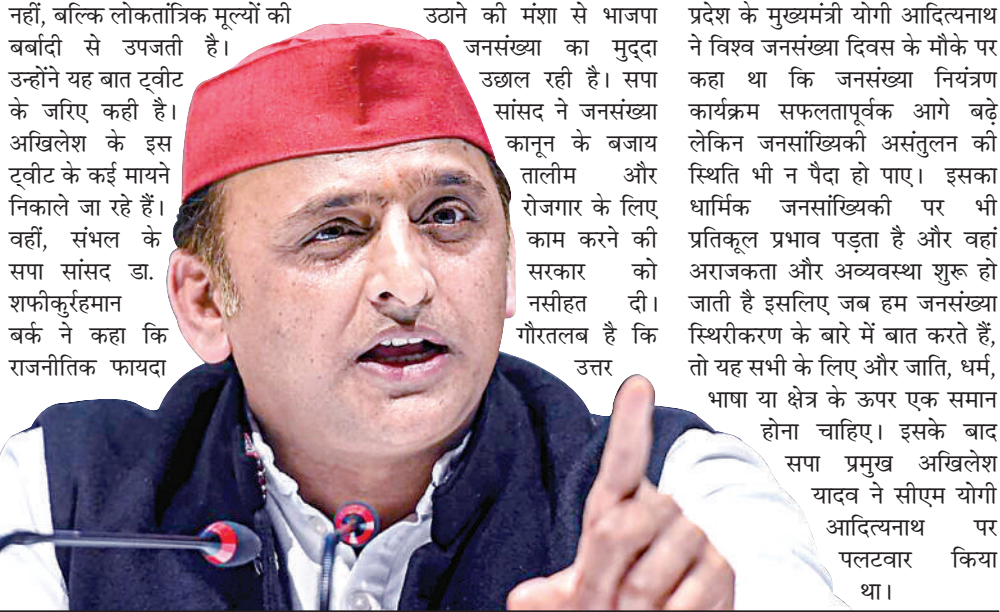 नहीं, बल्कि लोकतांत्रिक मूल्यों की
बर्बादी से उपजती है।
उन्होंने यह बात ट्वीट
के जरिए कही है।
अखिलेश के इस
ट्वीट के कई मायने
निकाले जा रहे हैं।
वहीं, संभल के
सपा सांसद डा.
शफीकुर्रहमान
बर्क ने कहा कि
राजनीतिक फायदा
उठाने की मंशा से भाजपा
जनसंख्या का मुद्दा
उछाल रही है। सपा
सांसद ने जनसंख्या
कानून के बजाय
तालीम और
रोजगार के लिए
काम करने की
सरकार को
नसीहत दी।
गौरतलब है कि
उत्तर
प्रदेश के मुख्यमंत्री योगी आदित्यनाथ
ने विश्व जनसंख्या दिवस के मौके पर
कहा था कि जनसंख्या नियंत्रण
कार्यक्रम सफलतापूर्वक आगे बढ़े
लेकिन जनसांख्यिकी असंतुलन की
स्थिति भी न पैदा हो पाए। इसका
धार्मिक जनसांख्यिकी पर भी
प्रतिकूल प्रभाव पड़ता है और वहां
अराजकता और अव्यवस्था शुरू हो
जाती है इसलिए जब हम जनसंख्या
स्थिरीकरण के बारे में बात करते हैं,
तो यह सभी के लिए और जाति, धर्म,
भाषा या क्षेत्र के ऊपर एक समान
होना चाहिए। इसके बाद
सपा प्रमुख अखिलेश
यादव ने सीएम योगी
आदित्यनाथ पर
पलटवार किया
था।